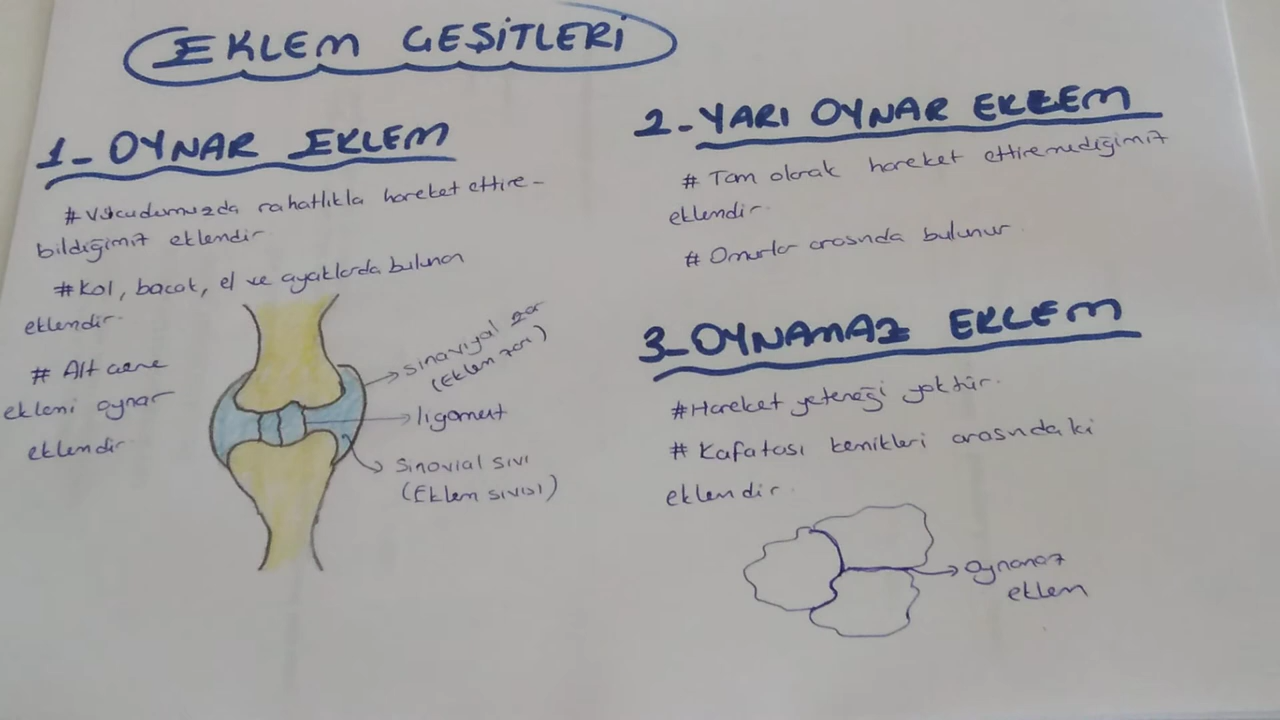 EKLEM ÇEŞİTLERİ
1- OYNAR EKLEM
# Vücudumuzda rahatlıkla hareket ettire-
bildiğimiz eklemdir.
# Kol, bacak, el ve ayaklarda bulunan
eklemdir.
# Alt çene
eklemi oynar
eklemdir.
sinoviyal zar
(Eklem zarı)
ligament
Sinovial sıvı
(Eklem sıvısı)
2- YARI OYNAR EKLEM
# Tam olarak hareket ettiremediğimiz
eklemdir.
# Omurlar arasında bulunur.
3- OYNAMAZ EKLEM
# Hareket yeteneği yoktur.
# Kafatası kemikleri arasındaki
eklemdir.
oynamaz
eklem